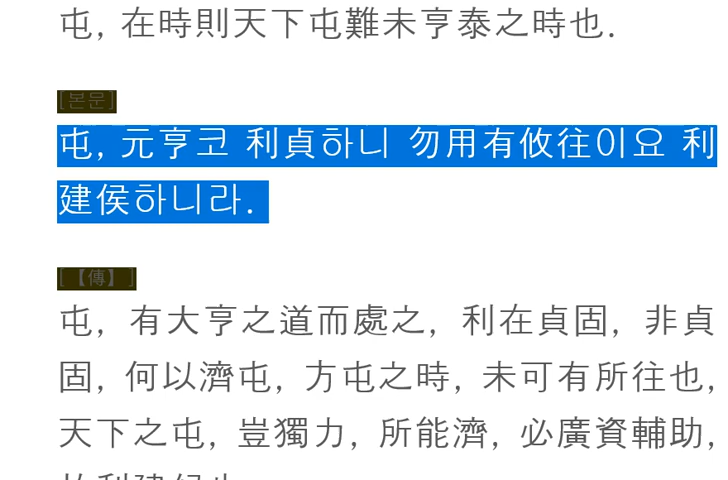 屯, 在時則天下屯難未亨泰之時也.
[본문]
屯, 元亨코 利貞하니 勿用有攸往이요 利
建侯하니라.
[【傳】]
屯, 有大亨之道而處之, 利在貞固, 非貞
固, 何以濟屯, 方屯之時, 未可有所往也,
天下之屯, 豈獨力, 所能濟, 必廣資輔助,